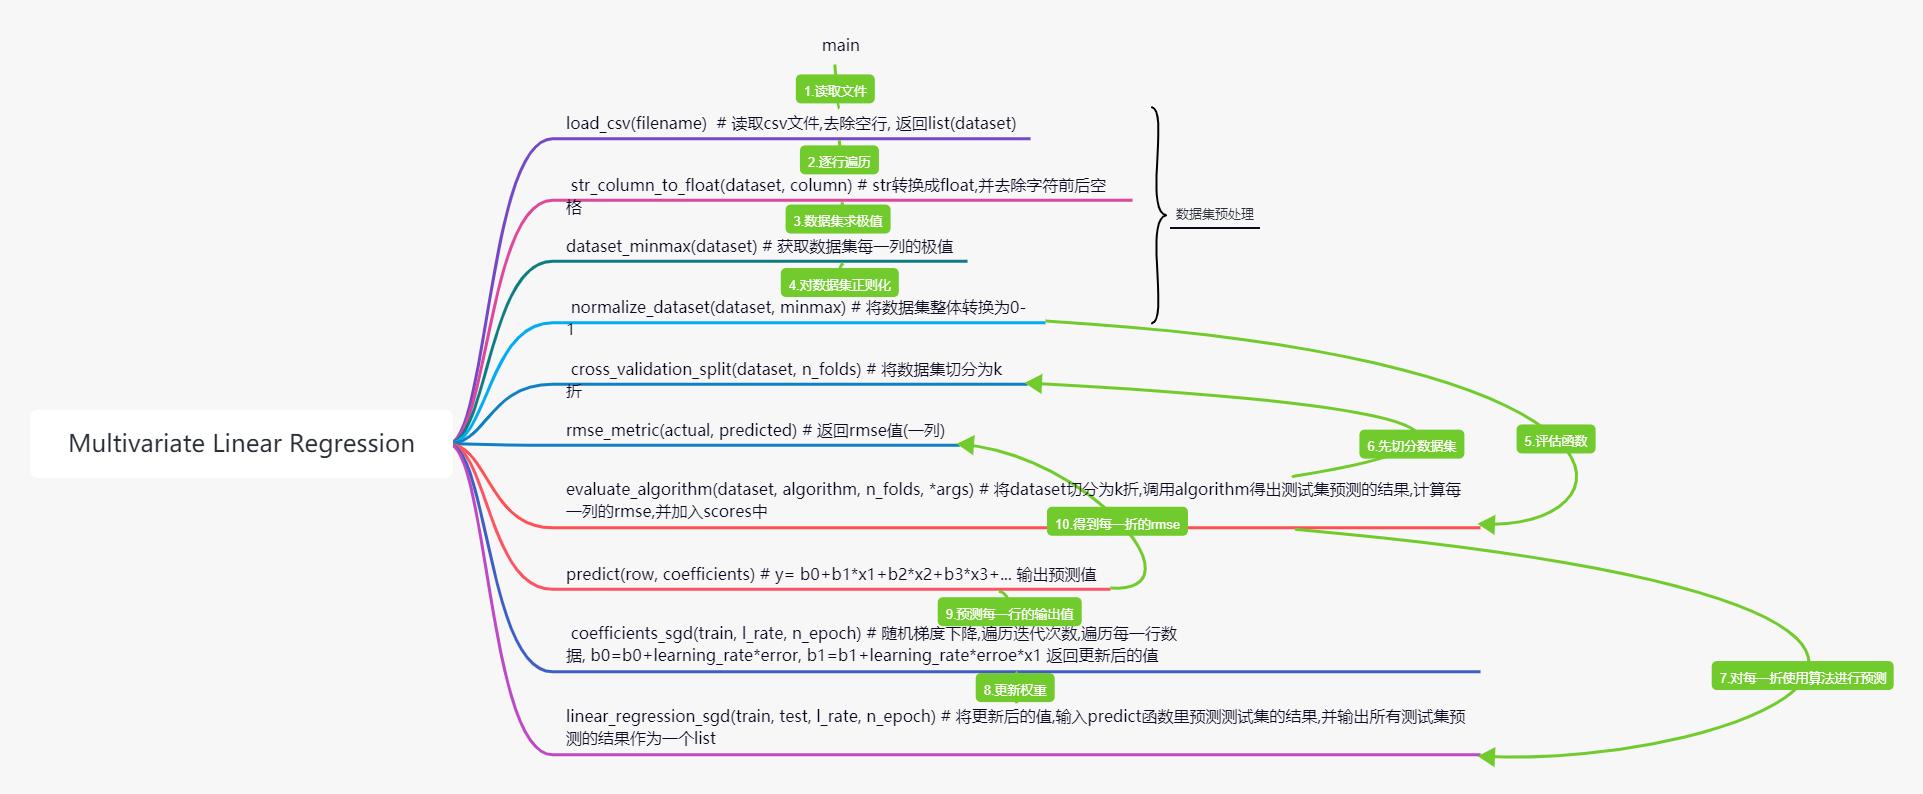 main
1.读取文件
load_csv(filename)  # 读取csv文件,去除空行, 返回list(dataset)
2.逐行遍历
str_column_to_float(dataset, column) # str转换成float,并去除字符前后空
格
3.数据集求极值
数据集预处理
dataset_minmax(dataset) # 获取数据集每一列的极值
4.对数据集正则化
normalize_dataset(dataset, minmax) # 将数据集整体转换为0-
1
cross_validation_split(dataset, n_folds) # 将数据集切分为k
折
rmse_metric(actual, predicted) # 返回rmse值(一列)
6.先切分数据集
5.评估函数
Multivariate Linear Regression
evaluate_algorithm(dataset, algorithm, n_folds, *args) # 将dataset切分为k折,调用algorithm得出测试集预测的结果,计算每
一列的rmse,并加入scores中
10.得到每一折的rmse
predict(row, coefficients) # y= b0+b1*x1+b2*x2+b3*x3+... 输出预测值
9.预测每一行的输出值
coefficients_sgd(train, l_rate, n_epoch) # 随机梯度下降,遍历迭代次数,遍历每一行数
据, b0=b0+learning_rate*error, b1=b1+learning_rate*erroe*x1 返回更新后的值
7.对每一折使用算法进行预测
8.更新权重
linear_regression_sgd(train, test, l_rate, n_epoch) # 将更新后的值,输入predict函数里预测测试集的结果,并输出所有测试集预
测的结果作为一个list